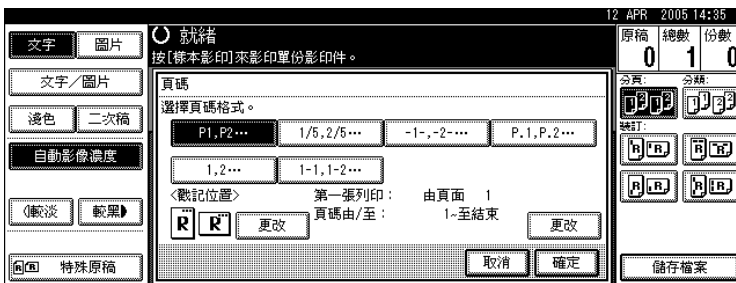 12 APR 2005 14:35
文字 圖片
文字／圖片
淺色 二次稿
自動影像濃度
較淡 較黑
特殊原稿
就緒
按[樣本影印]來影印單份影印件。
頁碼
選擇頁碼格式。
P1,P2⋯ 1/5,2/5⋯ -1-,-2-⋯ P.1,P.2⋯
1,2⋯ 1-1,1-2⋯
〈戳記位置〉 第一張列印： 由頁面 1
更改 頁碼由/至： 1~至結束 更改
取消 確定
原稿 總數 份數
0 1 0
分頁： 分類：
裝訂：
儲存檔案